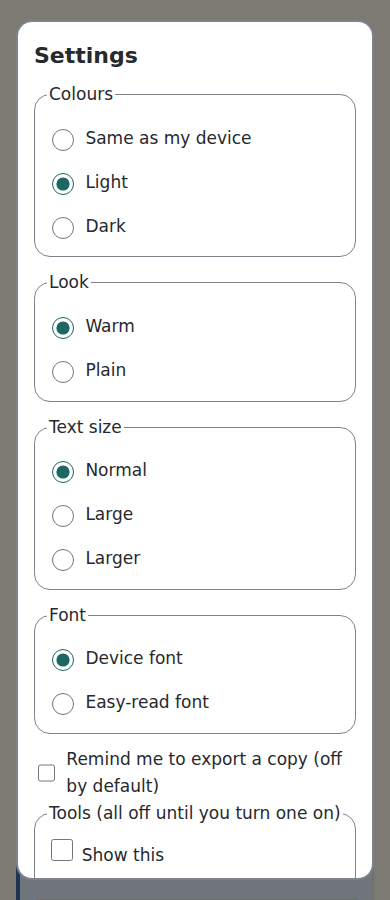 Settings
Colours
Same as my device
Light
Dark
Look
Warm
Plain
Text size
Normal
Large
Larger
Font
Device font
Easy-read font
Remind me to export a copy (off
by default)
Tools (all off until you turn one on)
Show this